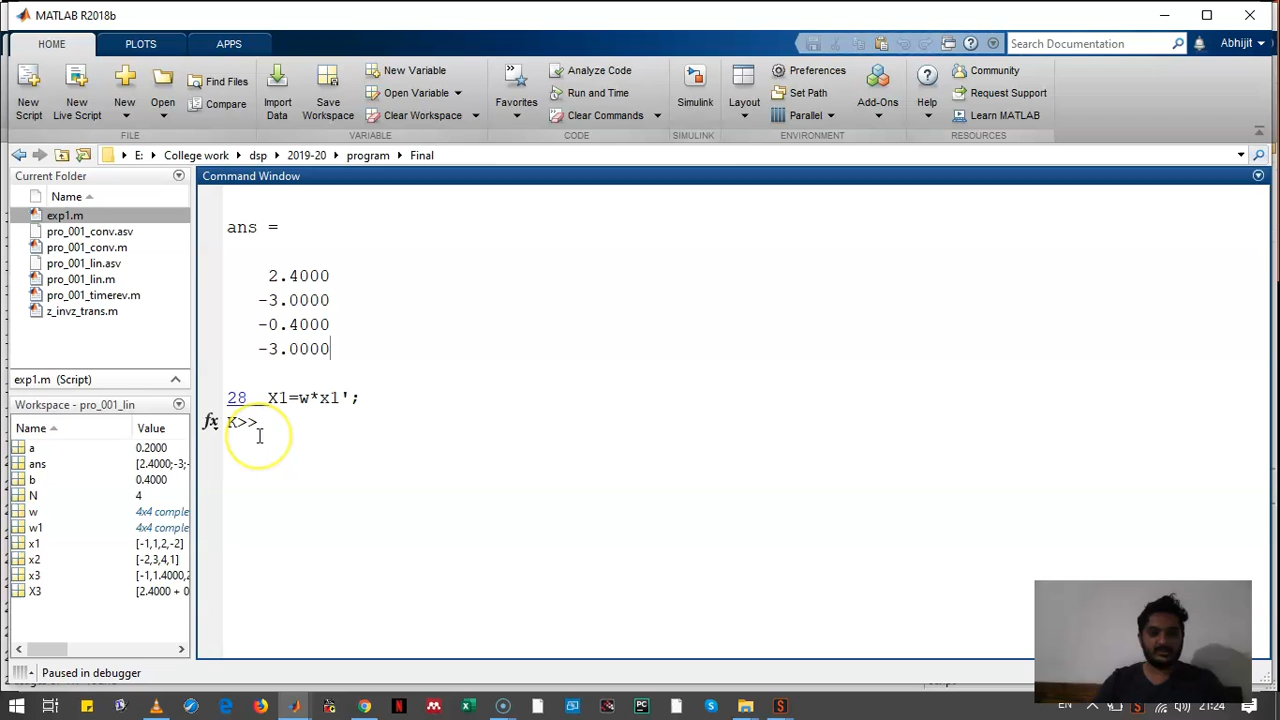 MATLAB R2018b
HOME PLOTS APPS Search Documentation Abhijit
New Script New Live Script New Open Find Files Compare Import Data Save Workspace New Variable Open Variable Clear Workspace Favorites Analyze Code Run and Time Clear Commands Simulink Layout Preferences Set Path Parallel Add-Ons Help Community Request Support Learn MATLAB
FILE VARIABLE CODE SIMULINK ENVIRONMENT RESOURCES
E: College work dsp 2019-20 program Final
Current Folder
Name
exp1.m
pro_001_conv.asv
pro_001_conv.m
pro_001_lin.asv
pro_001_lin.m
pro_001_timerev.m
z_invz_trans.m
exp1.m (Script)
Workspace - pro_001_lin
Name Value
a 0.2000
ans [2.4000;-3;-
b 0.4000
N 4
w 4x4 comple
w1 4x4 comple
x1 [-1,1,2,-2]
x2 [-2,3,4,1]
x3 [-1,1.4000,2
X3 [2.4000 + 0
Command Window
ans =
2.4000
-3.0000
-0.4000
-3.0000
28 X1=w*x1';
fx K>>
Paused in debugger
EN 21:24